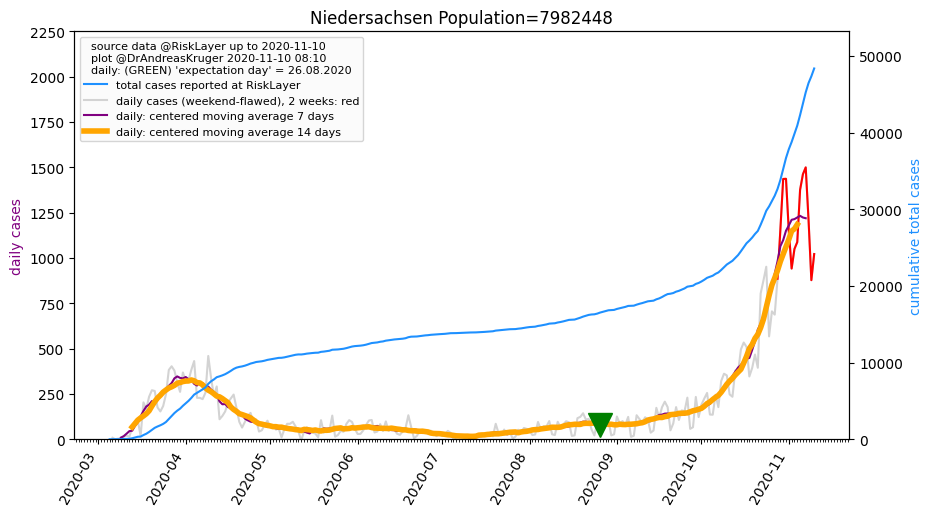 Niedersachsen Population=7982448
source data @RiskLayer up to 2020-11-10
plot @DrAndreasKruger 2020-11-10 08:10
daily: (GREEN) 'expectation day' = 26.08.2020
total cases reported at RiskLayer
daily cases (weekend-flawed), 2 weeks: red
daily: centered moving average 7 days
daily: centered moving average 14 days
daily cases
2250
2000
1750
1500
1250
1000
750
500
250
0
cumulative total cases
50000
40000
30000
20000
10000
0
2020-03
2020-04
2020-05
2020-06
2020-07
2020-08
2020-09
2020-10
2020-11